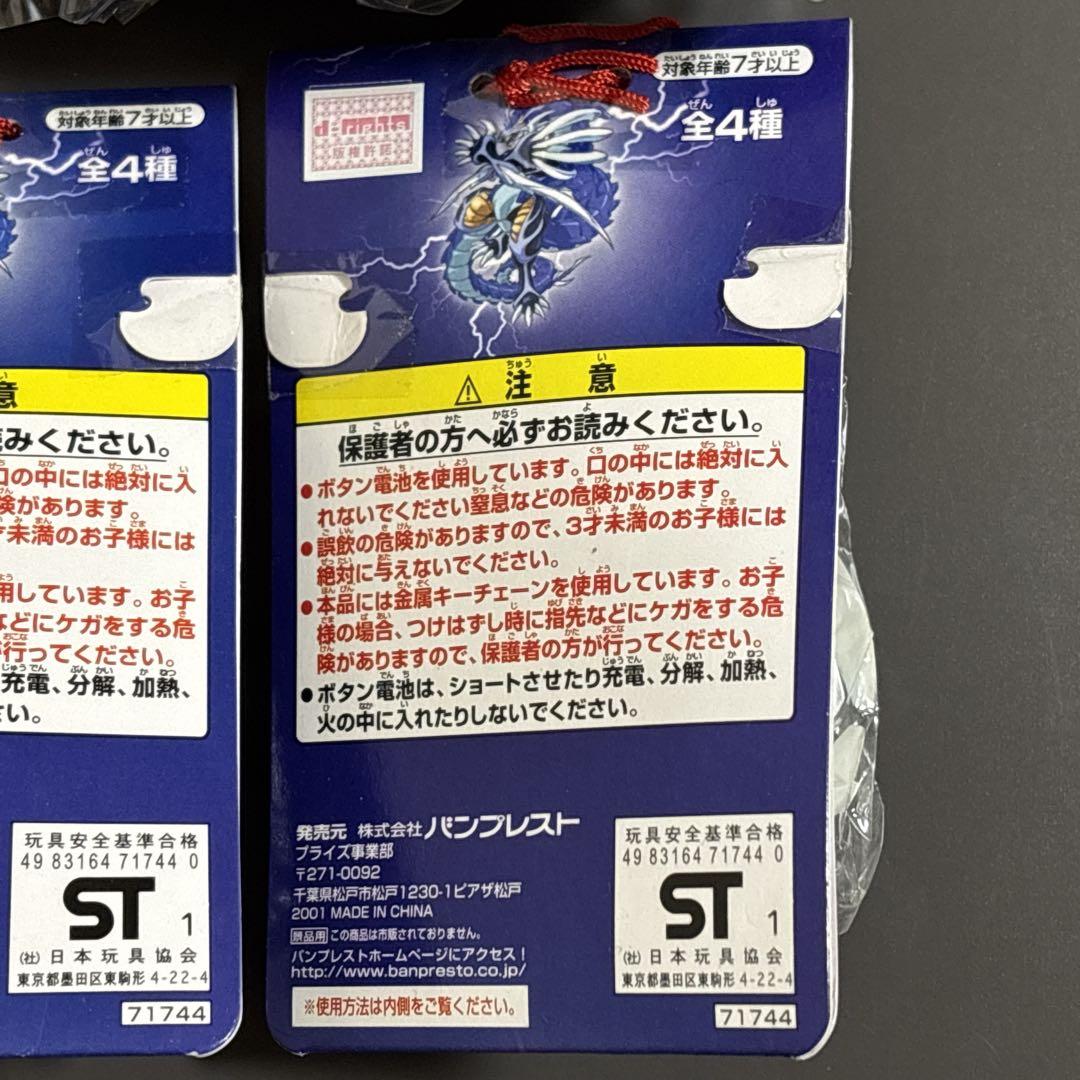 対象年齢7才以上
全4種
意
読みください。
口の中には絶対に入
険があります。
才未満のお子様には
用しています。お子
どにケガをする危
行ってください。
充電、分解、加熱、
さい。
玩具安全基準合格
49 83164 71744 0
ST 1
(社)日本玩具協会
東京都墨田区東駒形 4-22-4
71744
対象年齢7才以上
全4種
版権許諾
⚠ 注意
保護者の方へ必ずお読みください。
●ボタン電池を使用しています。口の中には絶対に入
れないでください窒息などの危険があります。
●誤飲の危険がありますので、3才未満のお子様には
絶対に与えないでください。
●本品には金属キーチェーンを使用しています。お子
様の場合、つけはずし時に指先などにケガをする危
険がありますので、保護者の方が行ってください。
●ボタン電池は、ショートさせたり充電、分解、加熱、
火の中に入れたりしないでください。
発売元 株式会社バンプレスト
プライズ事業部
〒271-0092
千葉県松戸市松戸1230-1ピアザ松戸
2001 MADE IN CHINA
景品用 この商品は市販されておりません。
バンプレストホームページにアクセス!
http://www.banpresto.co.jp/
※使用方法は内側をご覧ください。
玩具安全基準合格
49 83164 71744 0
ST 1
(社)日本玩具協会
東京都墨田区東駒形 4-22-4
71744